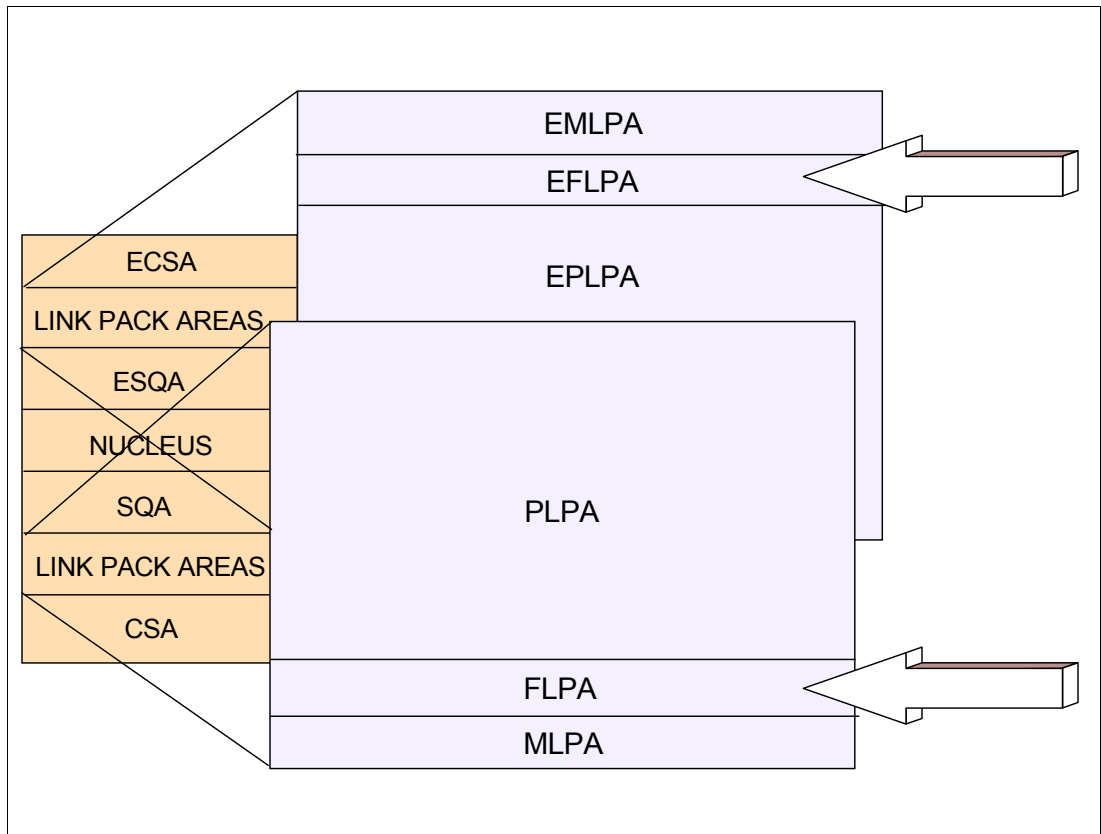 EMLPA
EFLPA
EPLPA
ECSA
LINK PACK AREAS
ESQA
NUCLEUS
SQA
LINK PACK AREAS
CSA
PLPA
FLPA
MLPA